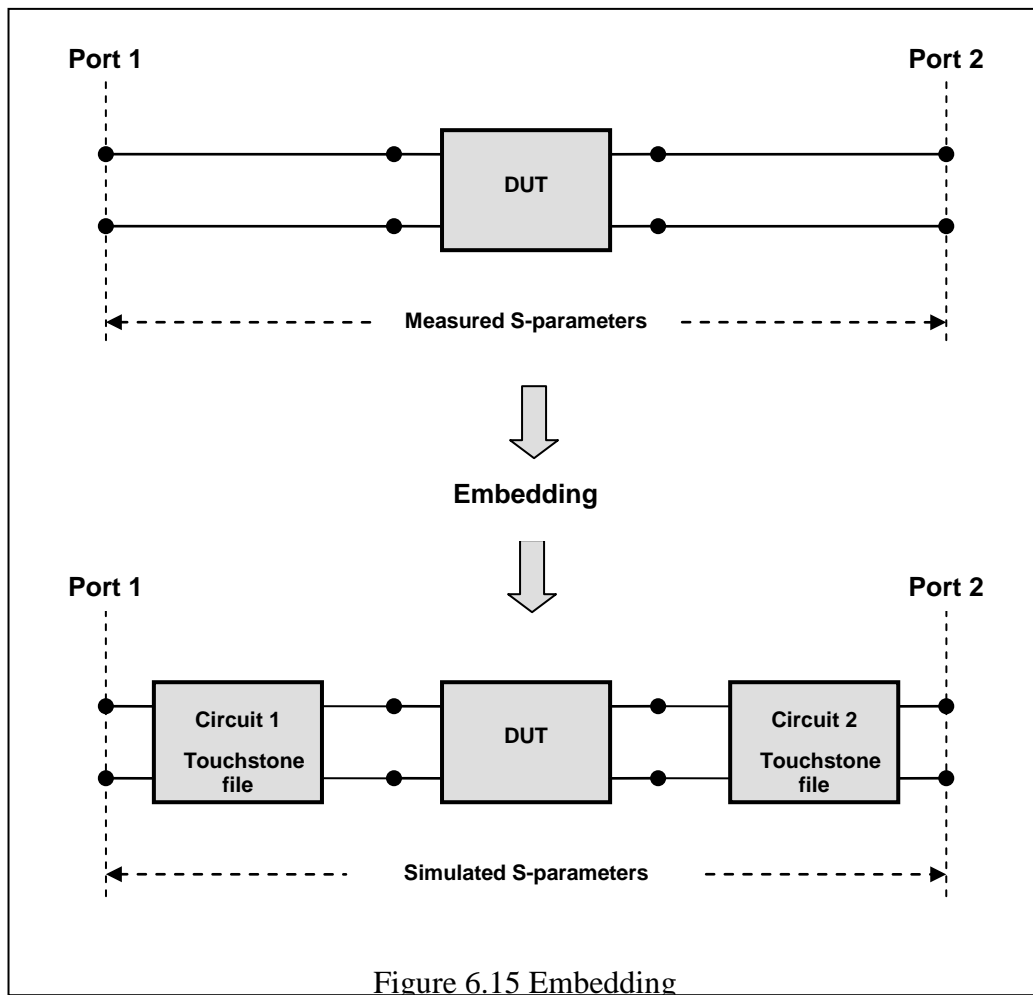 Port 1
Port 2
DUT
Measured S-parameters
Embedding
Port 1
Port 2
Circuit 1
Touchstone
file
DUT
Circuit 2
Touchstone
file
Simulated S-parameters
Figure 6.15 Embedding